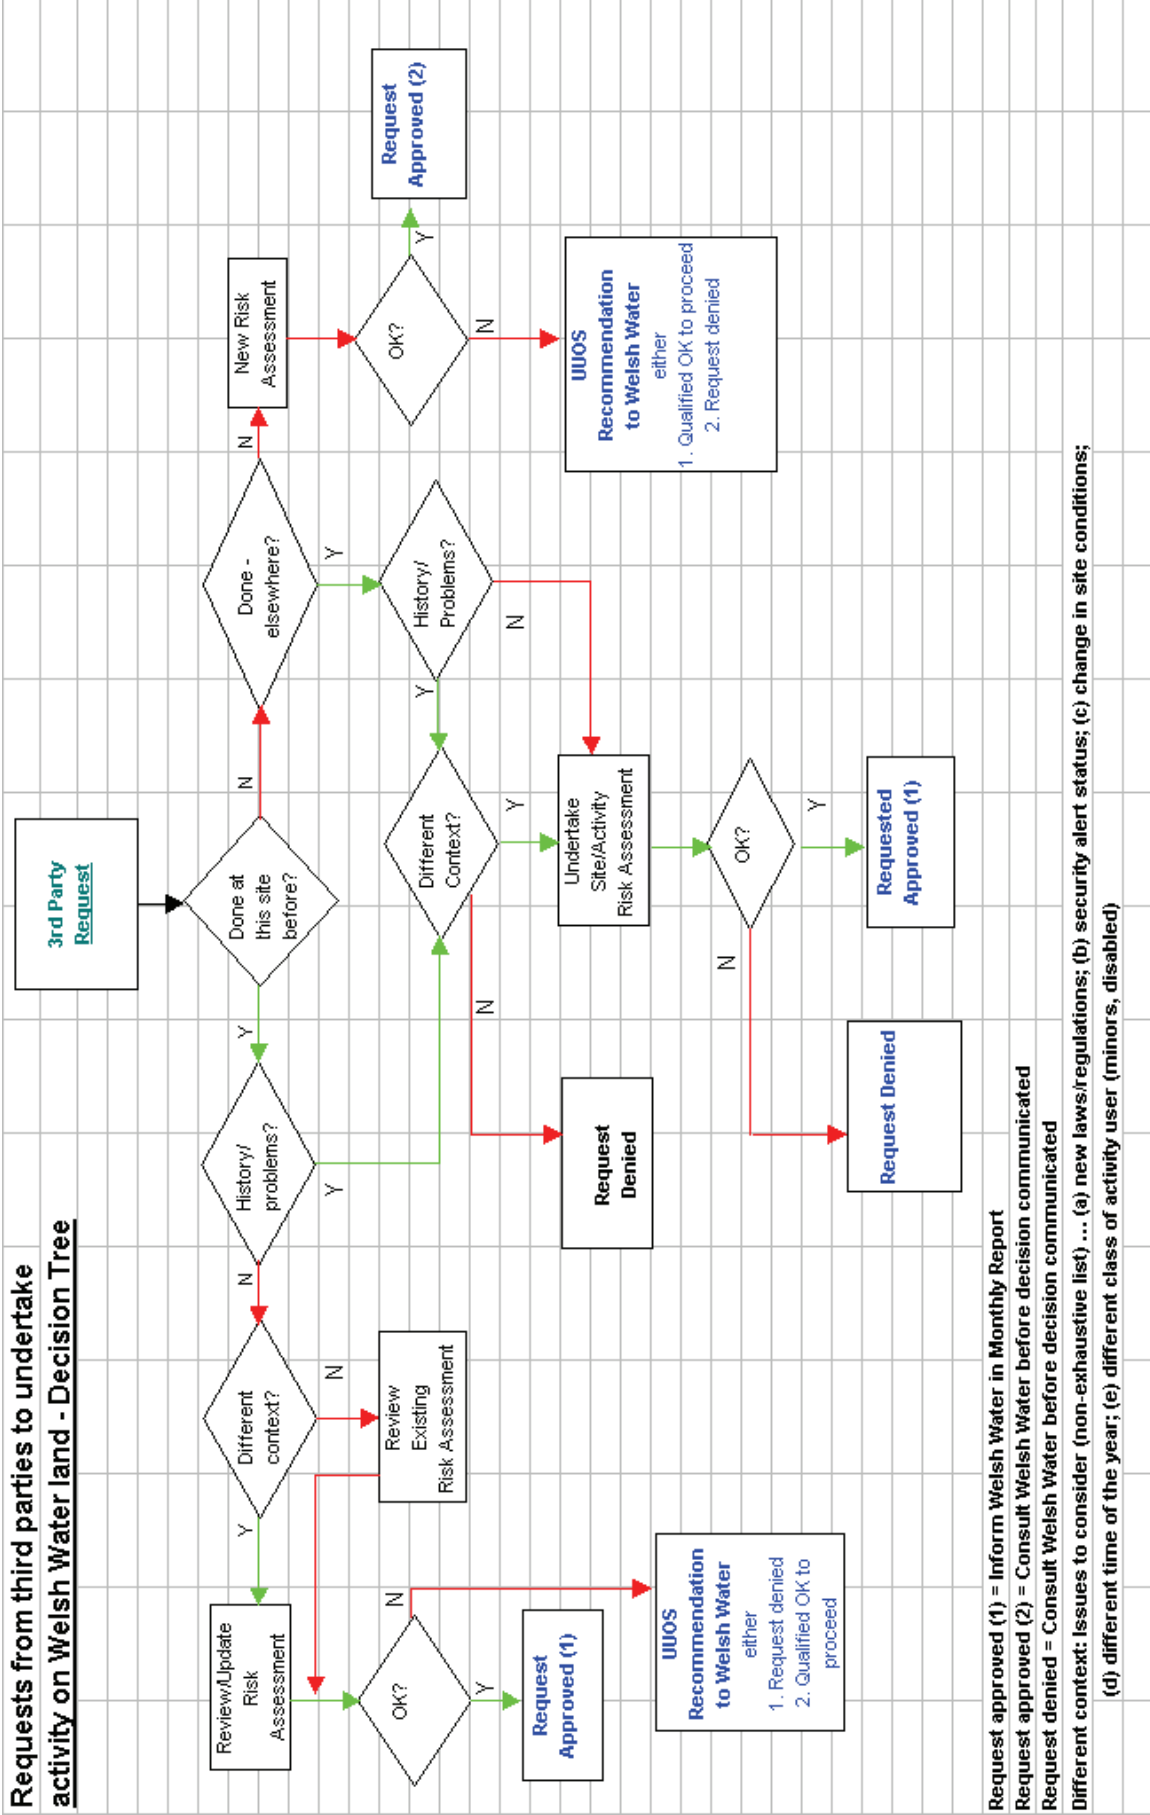 Requests from third parties to undertake
activity on Welsh Water land - Decision Tree
3rd Party
Request
Done at
this site
before?
Y
N
History/
problems?
N
Y
Different
context?
Y
N
Review/Update
Risk
Assessment
Review
Existing
Risk Assessment
OK?
N
Y
Request
Approved (1)
UUOS
Recommendation
to Welsh Water
either
1. Request denied
2. Qualified OK to
proceed
Done -
elsewhere?
N
Y
New Risk
Assessment
OK?
Y
N
Request
Approved (2)
UUOS
Recommendation
to Welsh Water
either
1. Qualified OK to proceed
2. Request denied
History/
Problems?
Y
N
Different
Context?
N
Y
Request
Denied
Undertake
Site/Activity
Risk Assessment
OK?
N
Y
Request Denied
Requested
Approved (1)
Request approved (1) = Inform Welsh Water in Monthly Report
Request approved (2) = Consult Welsh Water before decision communicated
Request denied = Consult Welsh Water before decision communicated
Different context: Issues to consider (non-exhaustive list) ... (a) new laws/regulations; (b) security alert status; (c) change in site conditions;
(d) different time of the year; (e) different class of activity user (minors, disabled)